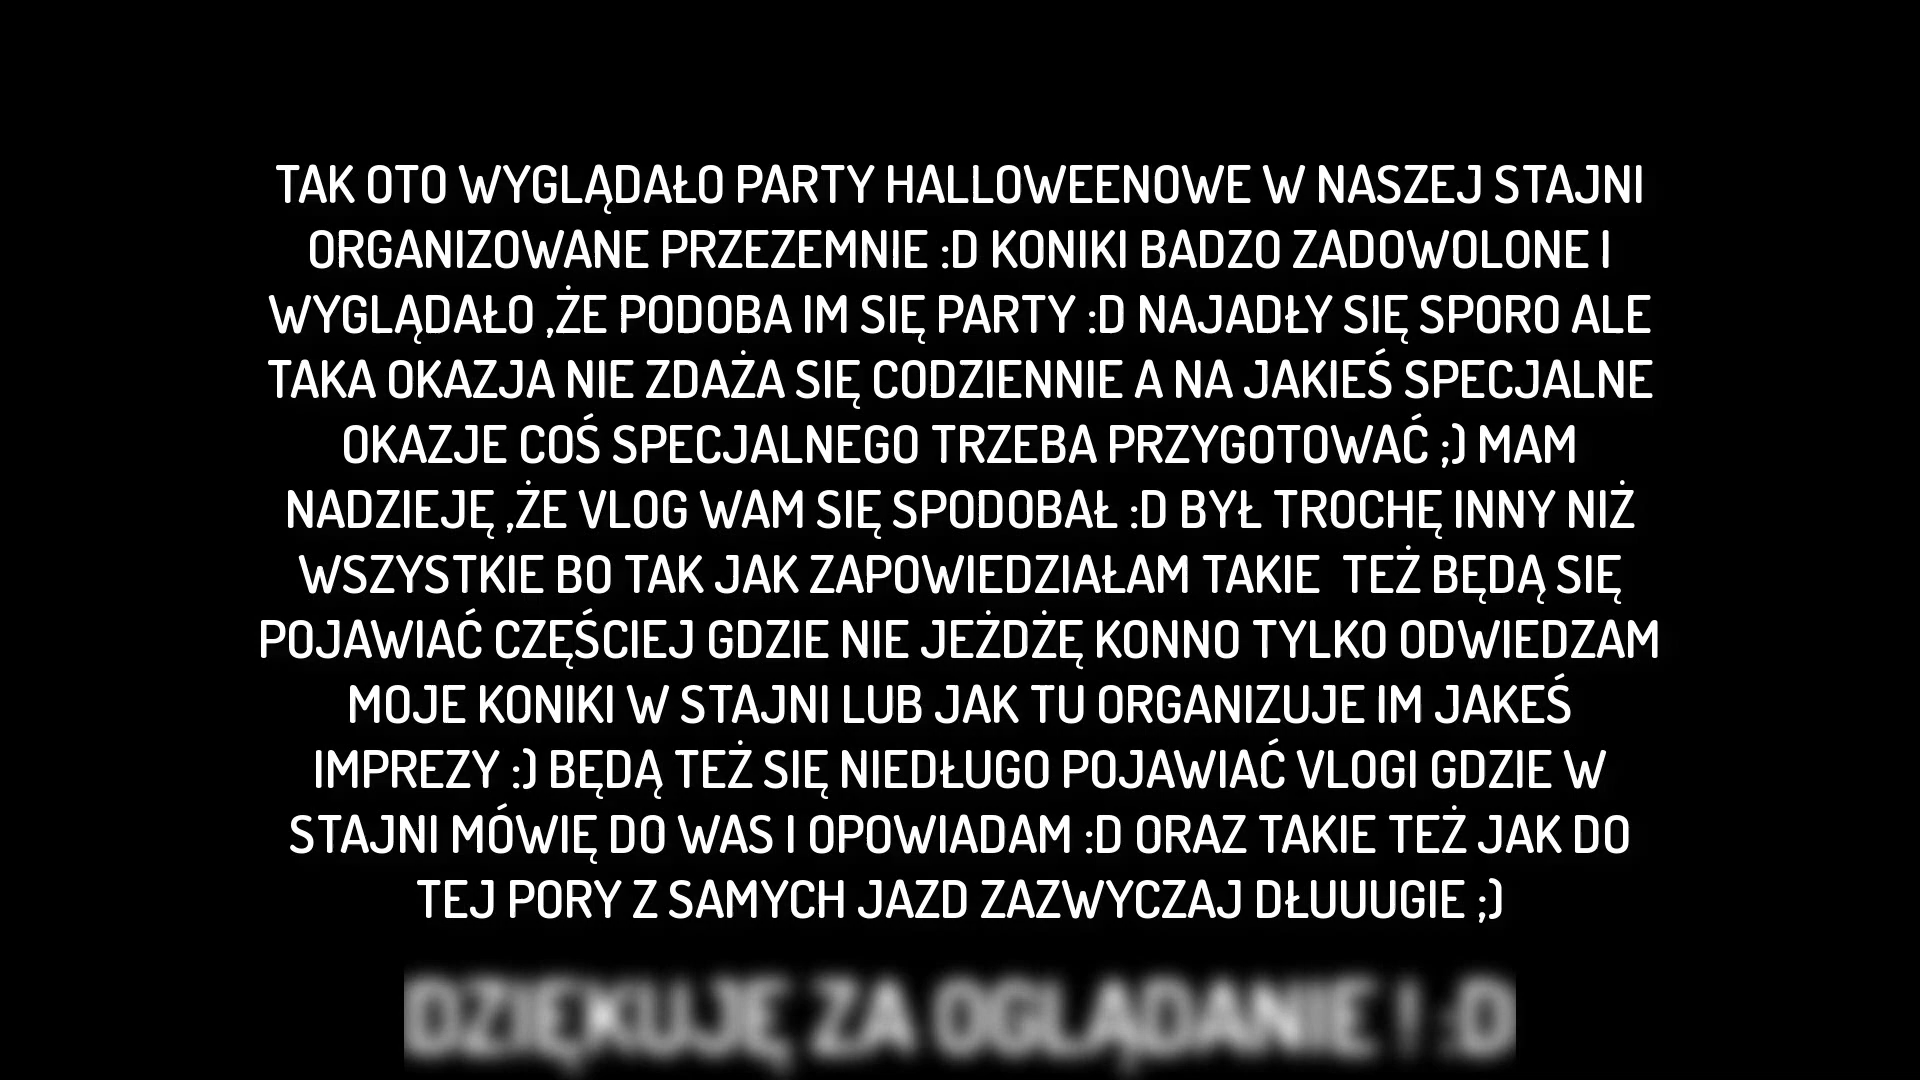 TAK OTO WYGLĄDAŁO PARTY HALLOWEENOWE W NASZEJ STAJNI
ORGANIZOWANE PRZEZEMNIE :D KONIKI BADZO ZADOWOLONE I
WYGLĄDAŁO ,ŻE PODOBA IM SIĘ PARTY :D NAJADŁY SIĘ SPORO ALE
TAKA OKAZJA NIE ZDAŻA SIĘ CODZIENNIE A NA JAKIEŚ SPECJALNE
OKAZJE COŚ SPECJALNEGO TRZEBA PRZYGOTOWAĆ ;) MAM
NADZIEJĘ ,ŻE VLOG WAM SIĘ SPODOBAŁ :D BYŁ TROCHĘ INNY NIŻ
WSZYSTKIE BO TAK JAK ZAPOWIEDZIAŁAM TAKIE  TEŻ BĘDĄ SIĘ
POJAWIAĆ CZĘŚCIEJ GDZIE NIE JEŻDŻĘ KONNO TYLKO ODWIEDZAM
MOJE KONIKI W STAJNI LUB JAK TU ORGANIZUJE IM JAKEŚ
IMPREZY :) BĘDĄ TEŻ SIĘ NIEDŁUGO POJAWIAĆ VLOGI GDZIE W
STAJNI MÓWIĘ DO WAS I OPOWIADAM :D ORAZ TAKIE TEŻ JAK DO
TEJ PORY Z SAMYCH JAZD ZAZWYCZAJ DŁUUUGIE ;)
DZIĘKUJĘ ZA OGLĄDANIE ! :D